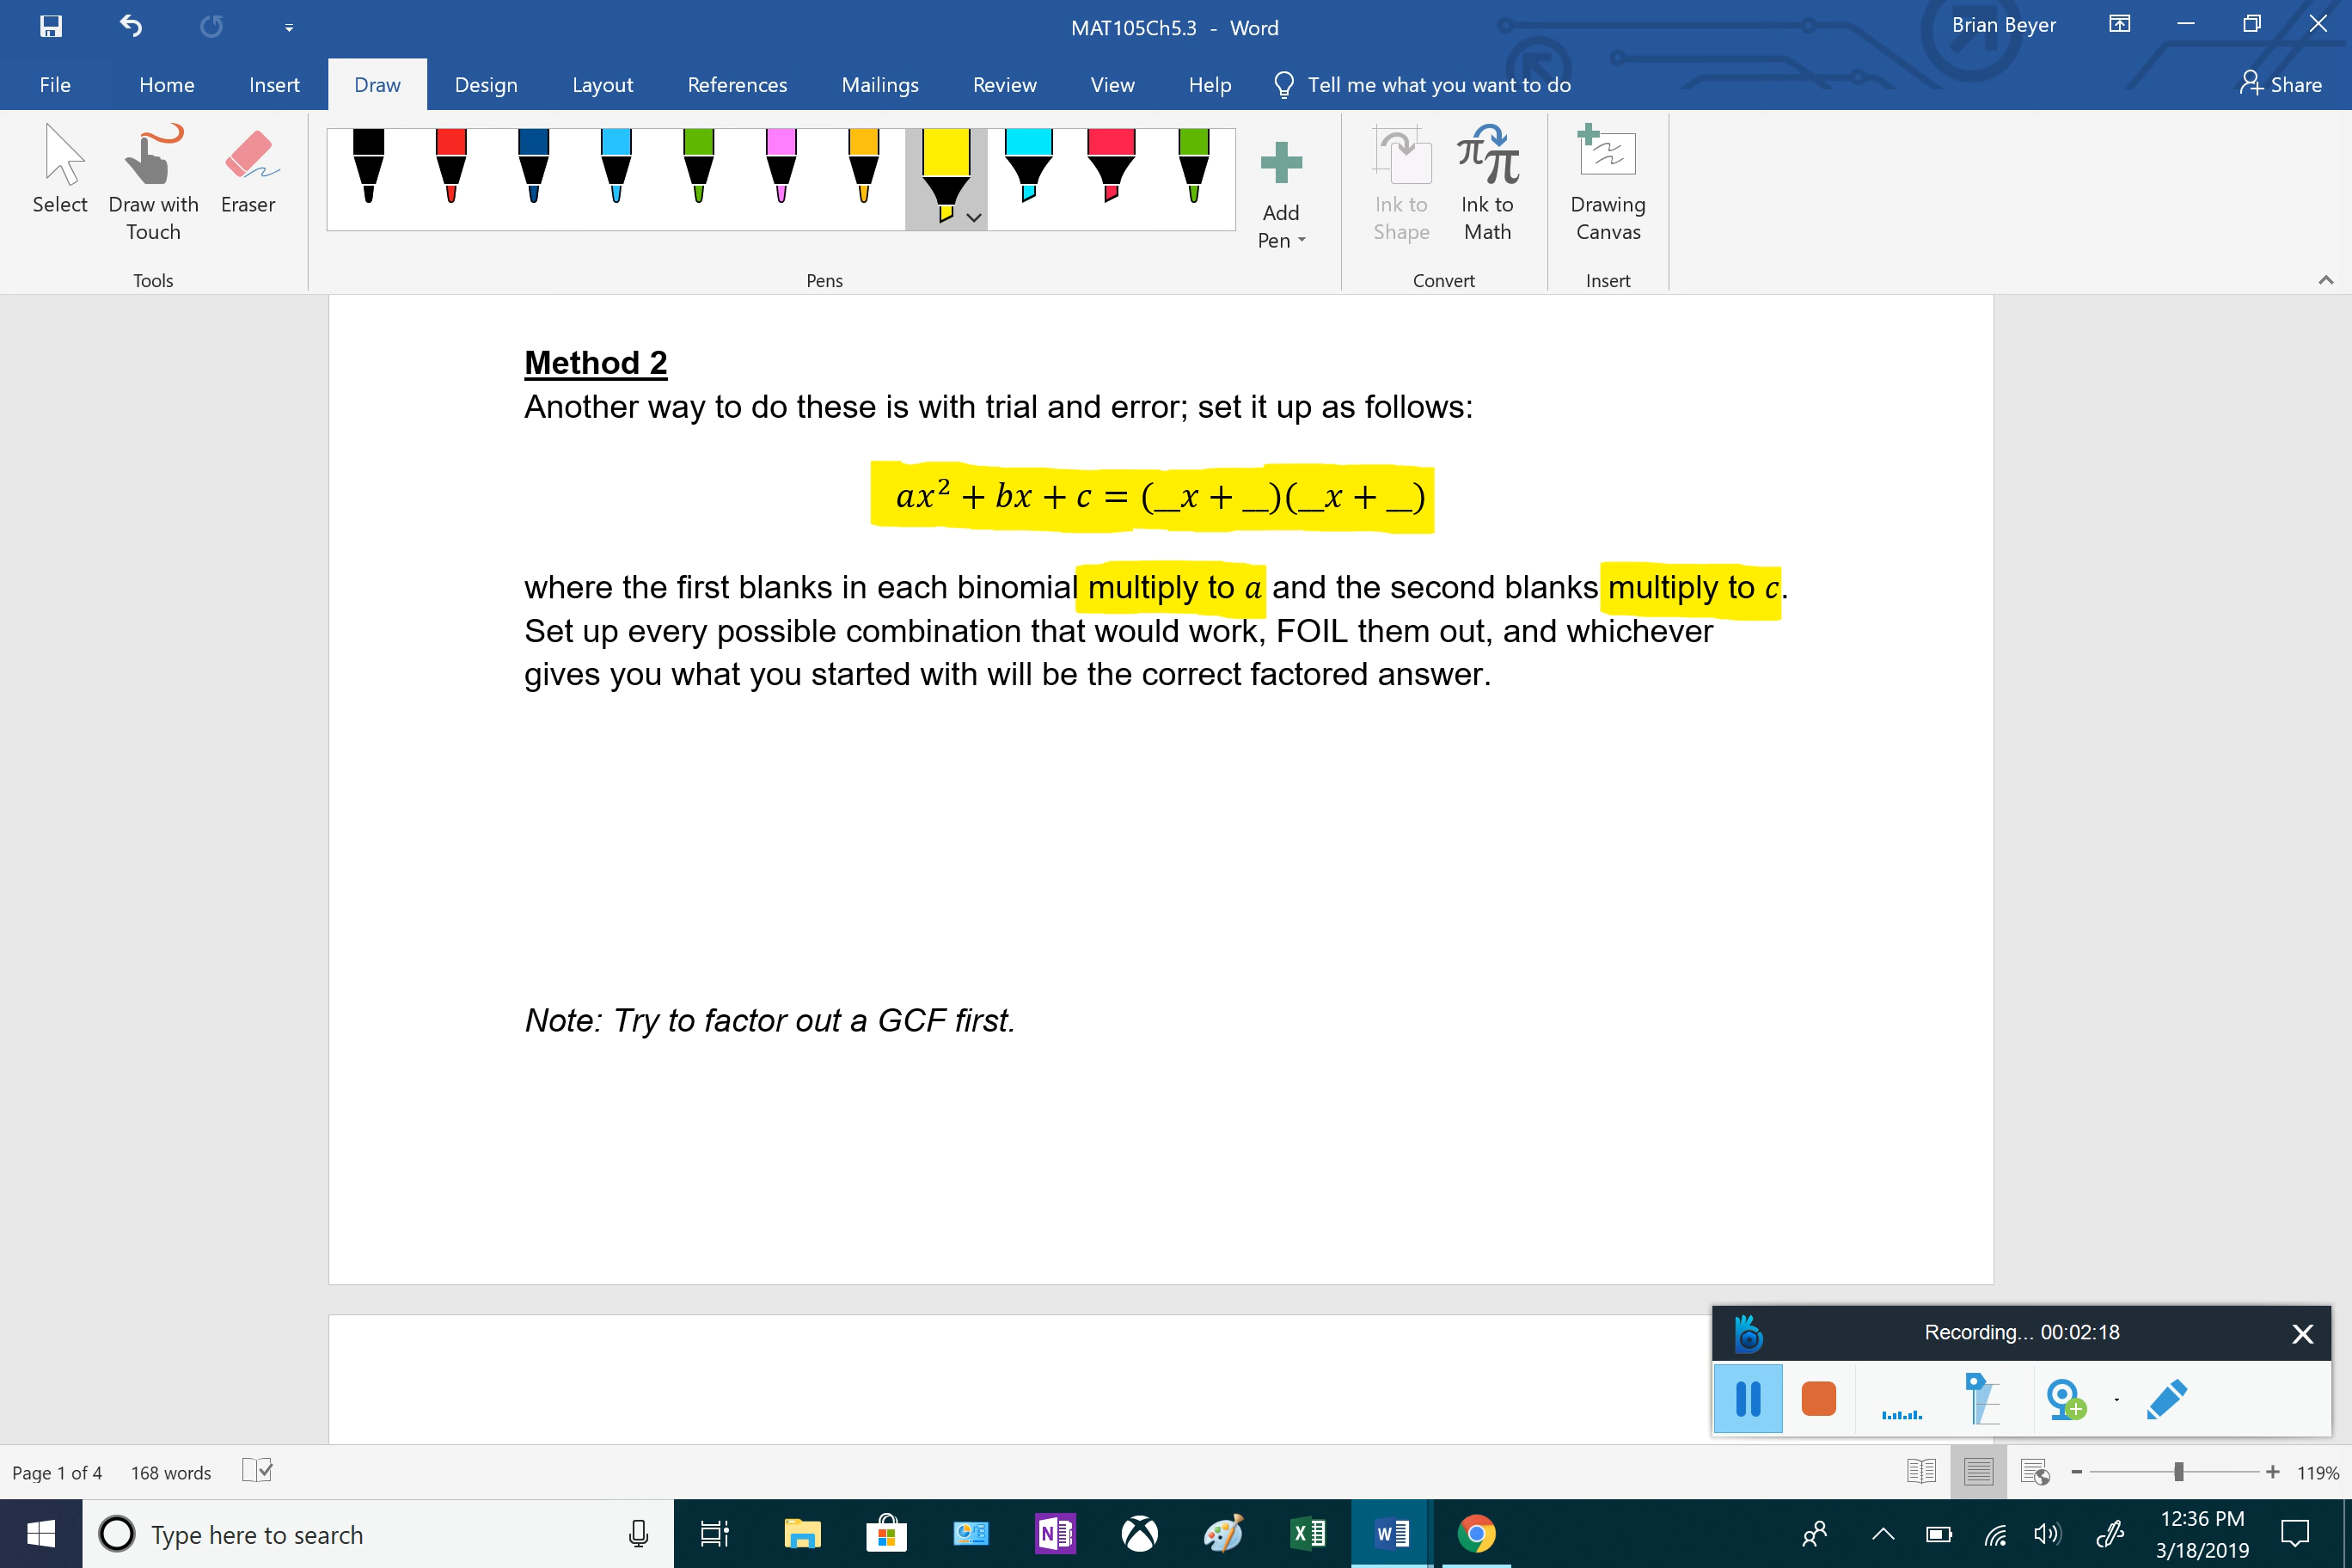 MAT105Ch5.3 - Word
Brian Beyer
File Home Insert Draw Design Layout References Mailings Review View Help Tell me what you want to do Share
Select Draw with Touch Eraser
Add Pen
Ink to Shape Ink to Math
Drawing Canvas
Tools Pens Convert Insert
Method 2
Another way to do these is with trial and error; set it up as follows:
ax² + bx + c = (__x + __)(__x + __)
where the first blanks in each binomial multiply to a and the second blanks multiply to c.
Set up every possible combination that would work, FOIL them out, and whichever
gives you what you started with will be the correct factored answer.
Note: Try to factor out a GCF first.
Recording... 00:02:18
Page 1 of 4 168 words 119%
Type here to search
12:36 PM
3/18/2019